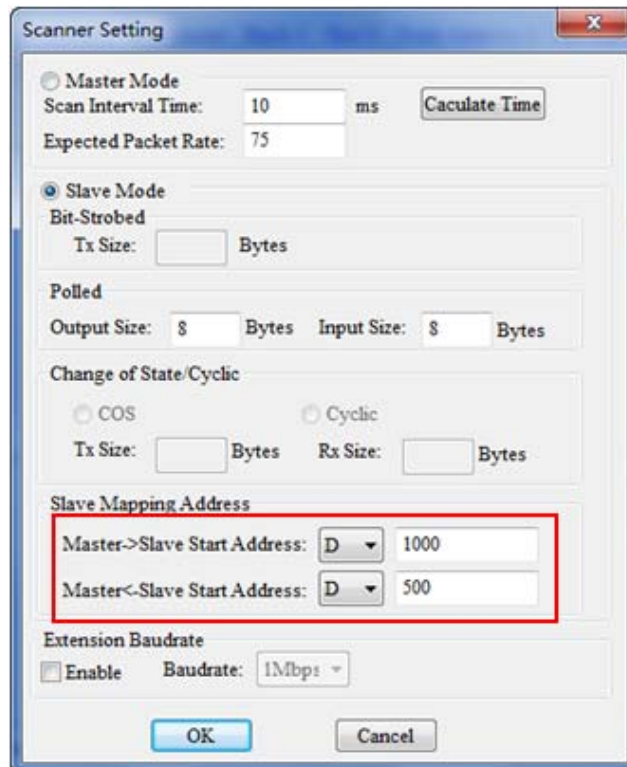 Scanner Setting
Master Mode
Scan Interval Time: 10 ms Caculate Time
Expected Packet Rate: 75
Slave Mode
Bit-Strobed
Tx Size: Bytes
Polled
Output Size: 8 Bytes Input Size: 8 Bytes
Change of State/Cyclic
COS Cyclic
Tx Size: Bytes Rx Size: Bytes
Slave Mapping Address
Master->Slave Start Address: D 1000
Master<-Slave Start Address: D 500
Extension Baudrate
Enable Baudrate: 1Mbps
OK Cancel